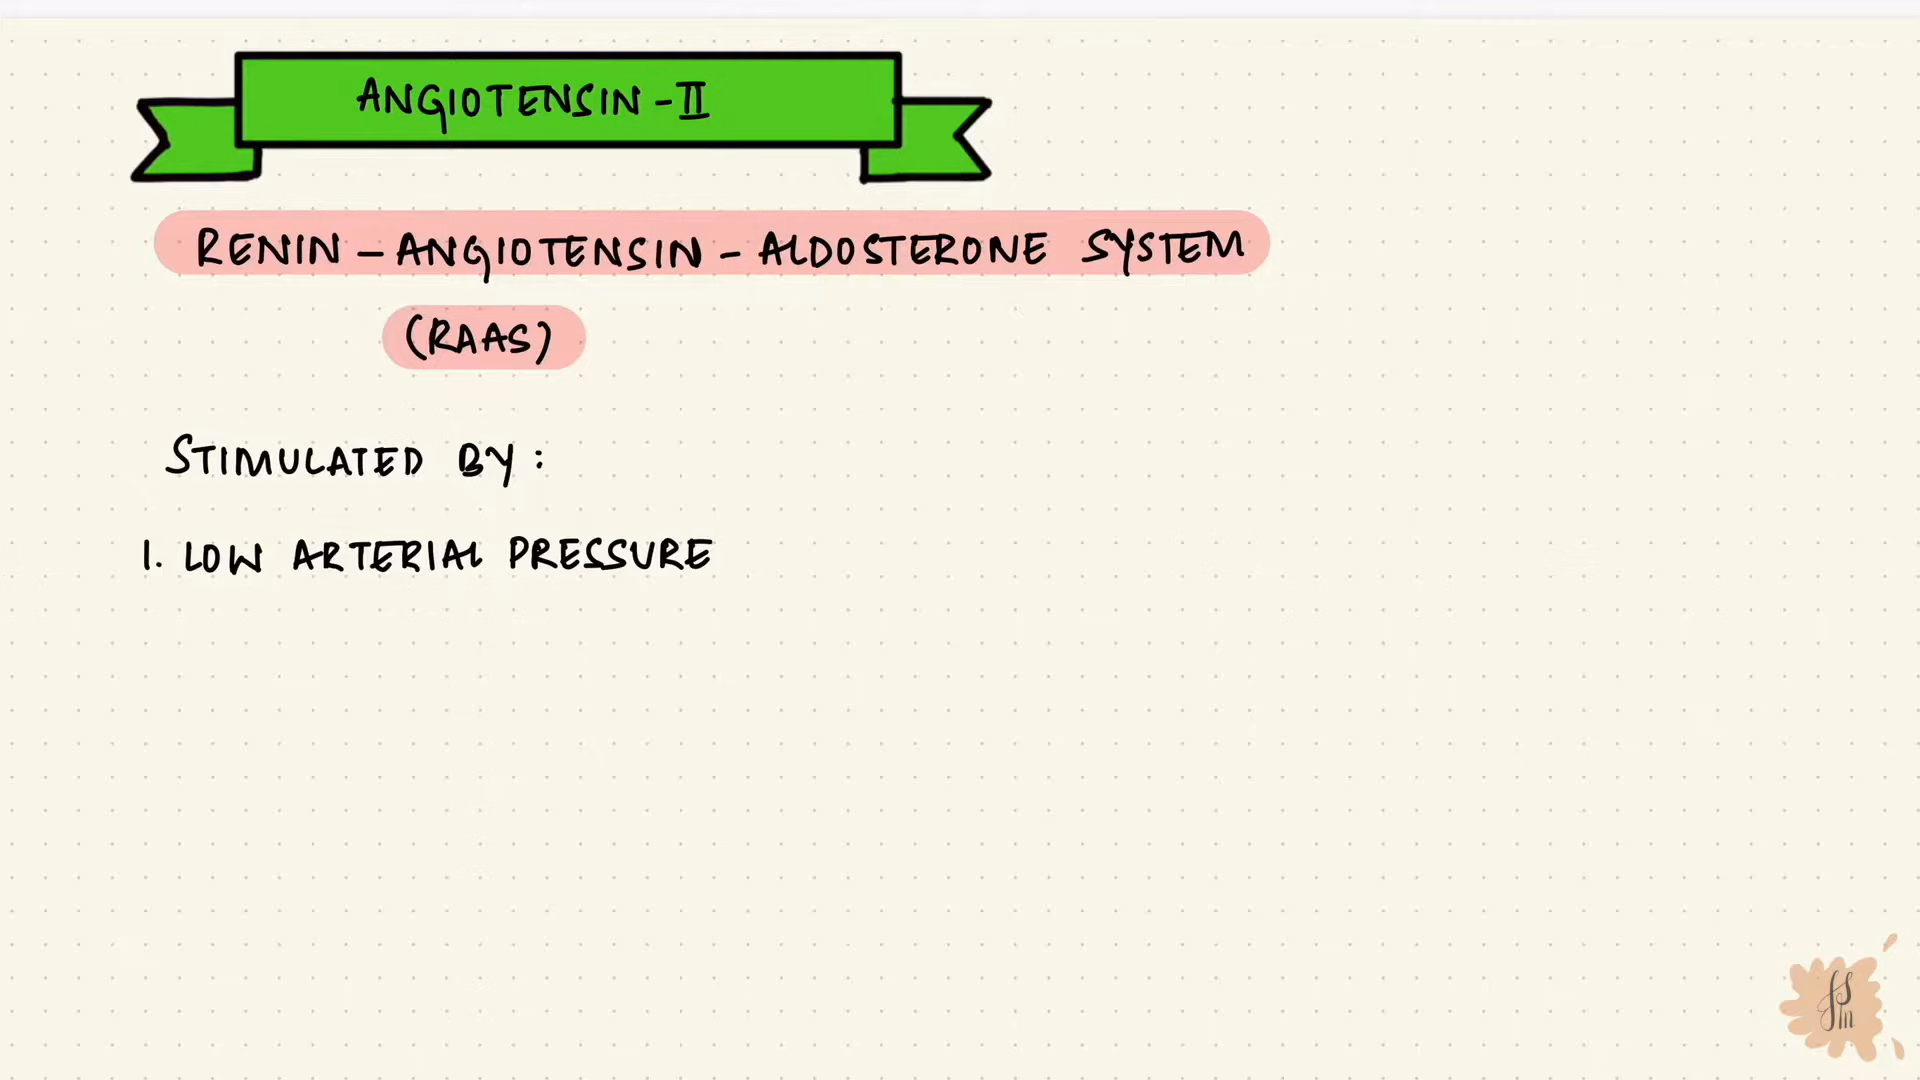 ANGIOTENSIN-II
RENIN-ANGIOTENSIN-ALDOSTERONE SYSTEM
(RAAS)
STIMULATED BY:
1. LOW ARTERIAL PRESSURE